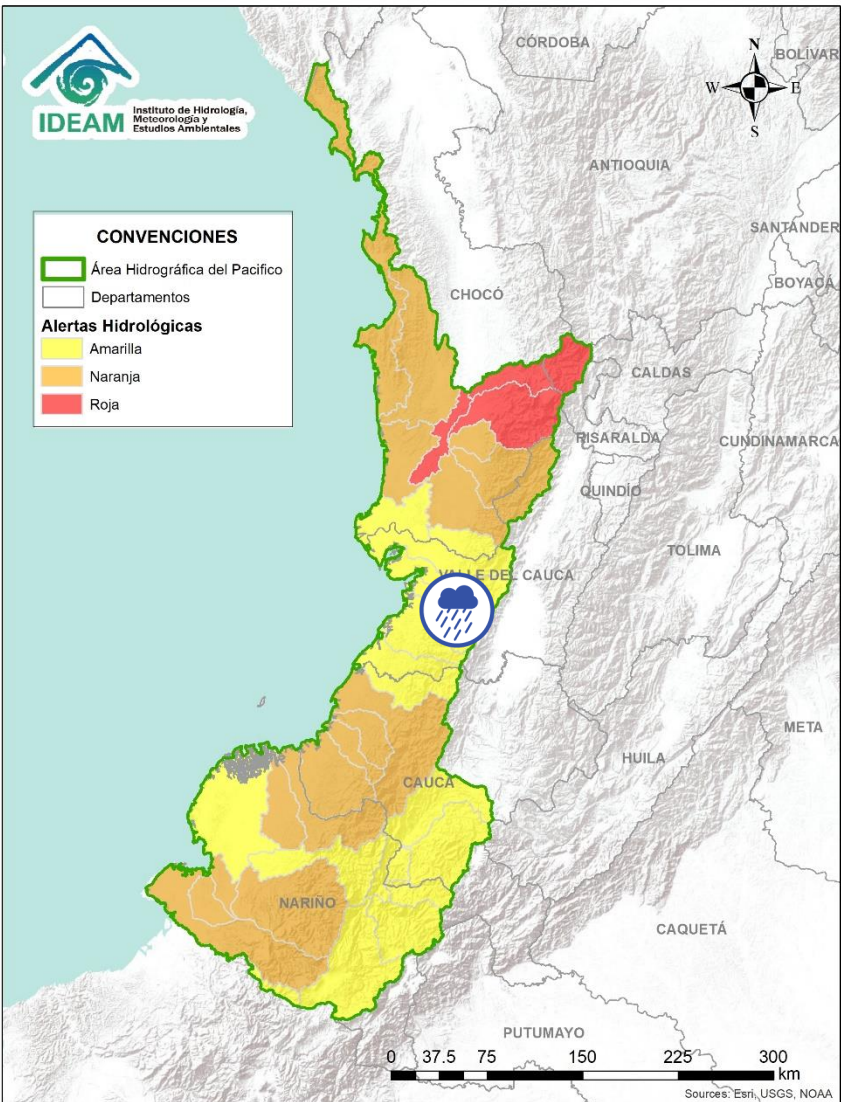 IDEAM
Instituto de Hidrología,
Meteorología y
Estudios Ambientales
N
W
E
S
CONVENCIONES
Área Hidrográfica del Pacifico
Departamentos
Alertas Hidrológicas
Amarilla
Naranja
Roja
CÓRDOBA
BOLÍVAR
ANTIOQUIA
SANTANDER
BOYACÁ
CHOCÓ
CALDAS
RISARALDA
CUNDINAMARCA
QUINDÍO
TOLIMA
VALLE DEL CAUCA
META
HUILA
CAUCA
NARIÑO
CAQUETÁ
PUTUMAYO
0 37.5 75 150 225 300
km
Sources: Esri, USGS, NOAA